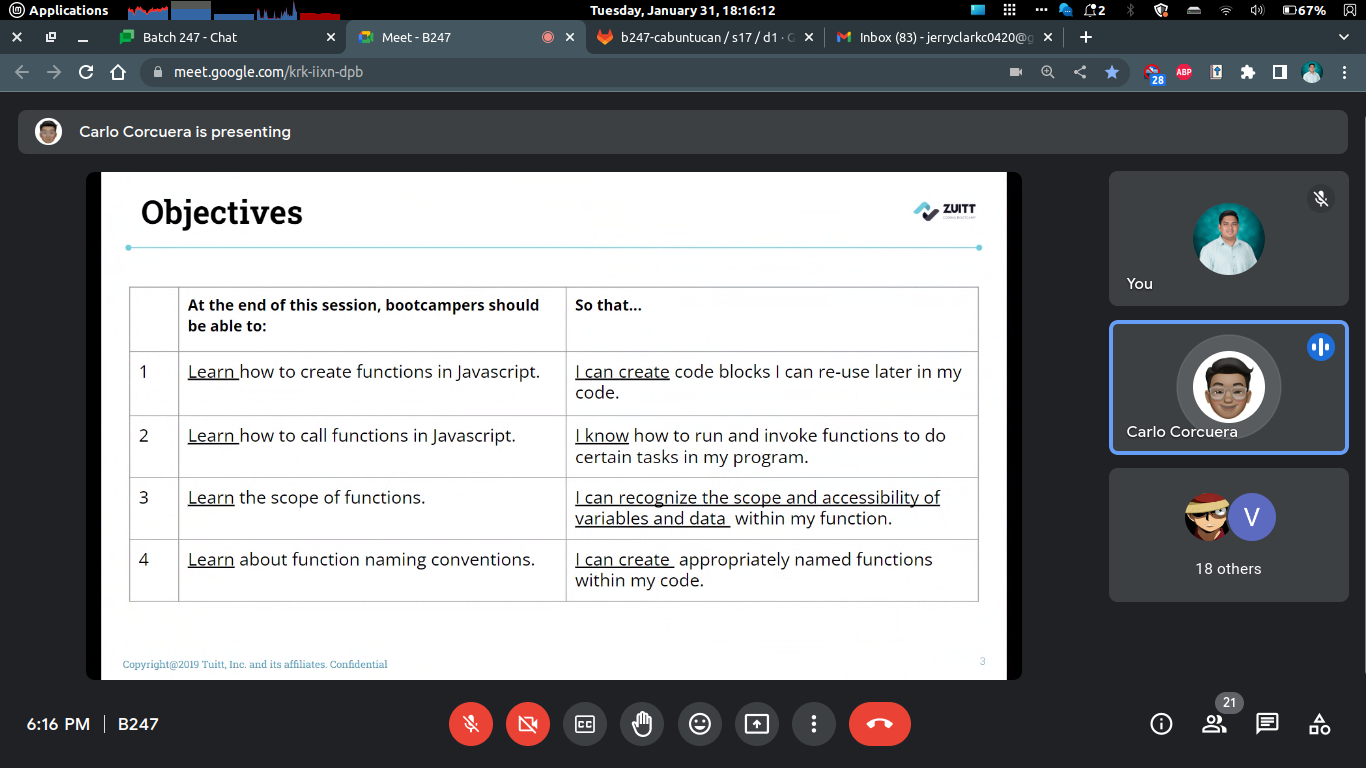 Applications
Tuesday, January 31, 18:16:12
2
67%
Batch 247 - Chat
Meet - B247
b247-cabuntucan / s17 / d1 · G
Inbox (83) - jerryclarkc0420@g
meet.google.com/krk-iixn-dpb
28
ABP
Carlo Corcuera is presenting
Objectives
ZUITT
At the end of this session, bootcampers should
be able to:
So that...
1
Learn how to create functions in Javascript.
I can create code blocks I can re-use later in my
code.
2
Learn how to call functions in Javascript.
I know how to run and invoke functions to do
certain tasks in my program.
3
Learn the scope of functions.
I can recognize the scope and accessibility of
variables and data within my function.
4
Learn about function naming conventions.
I can create appropriately named functions
within my code.
Copyright@2019 Tuitt, Inc. and its affiliates. Confidential
3
You
Carlo Corcuera
V
18 others
6:16 PM | B247
CC
21